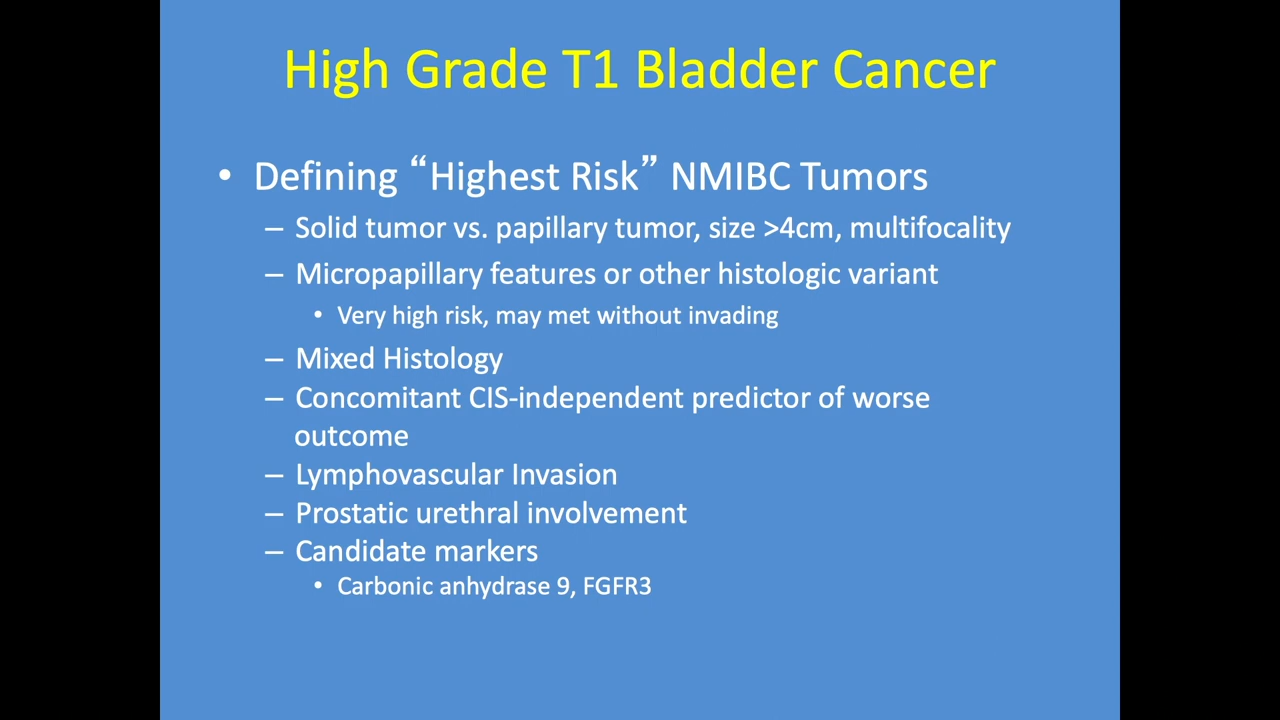 High Grade T1 Bladder Cancer
• Defining “Highest Risk” NMIBC Tumors
– Solid tumor vs. papillary tumor, size >4cm, multifocality
– Micropapillary features or other histologic variant
• Very high risk, may met without invading
– Mixed Histology
– Concomitant CIS-independent predictor of worse
outcome
– Lymphovascular Invasion
– Prostatic urethral involvement
– Candidate markers
• Carbonic anhydrase 9, FGFR3